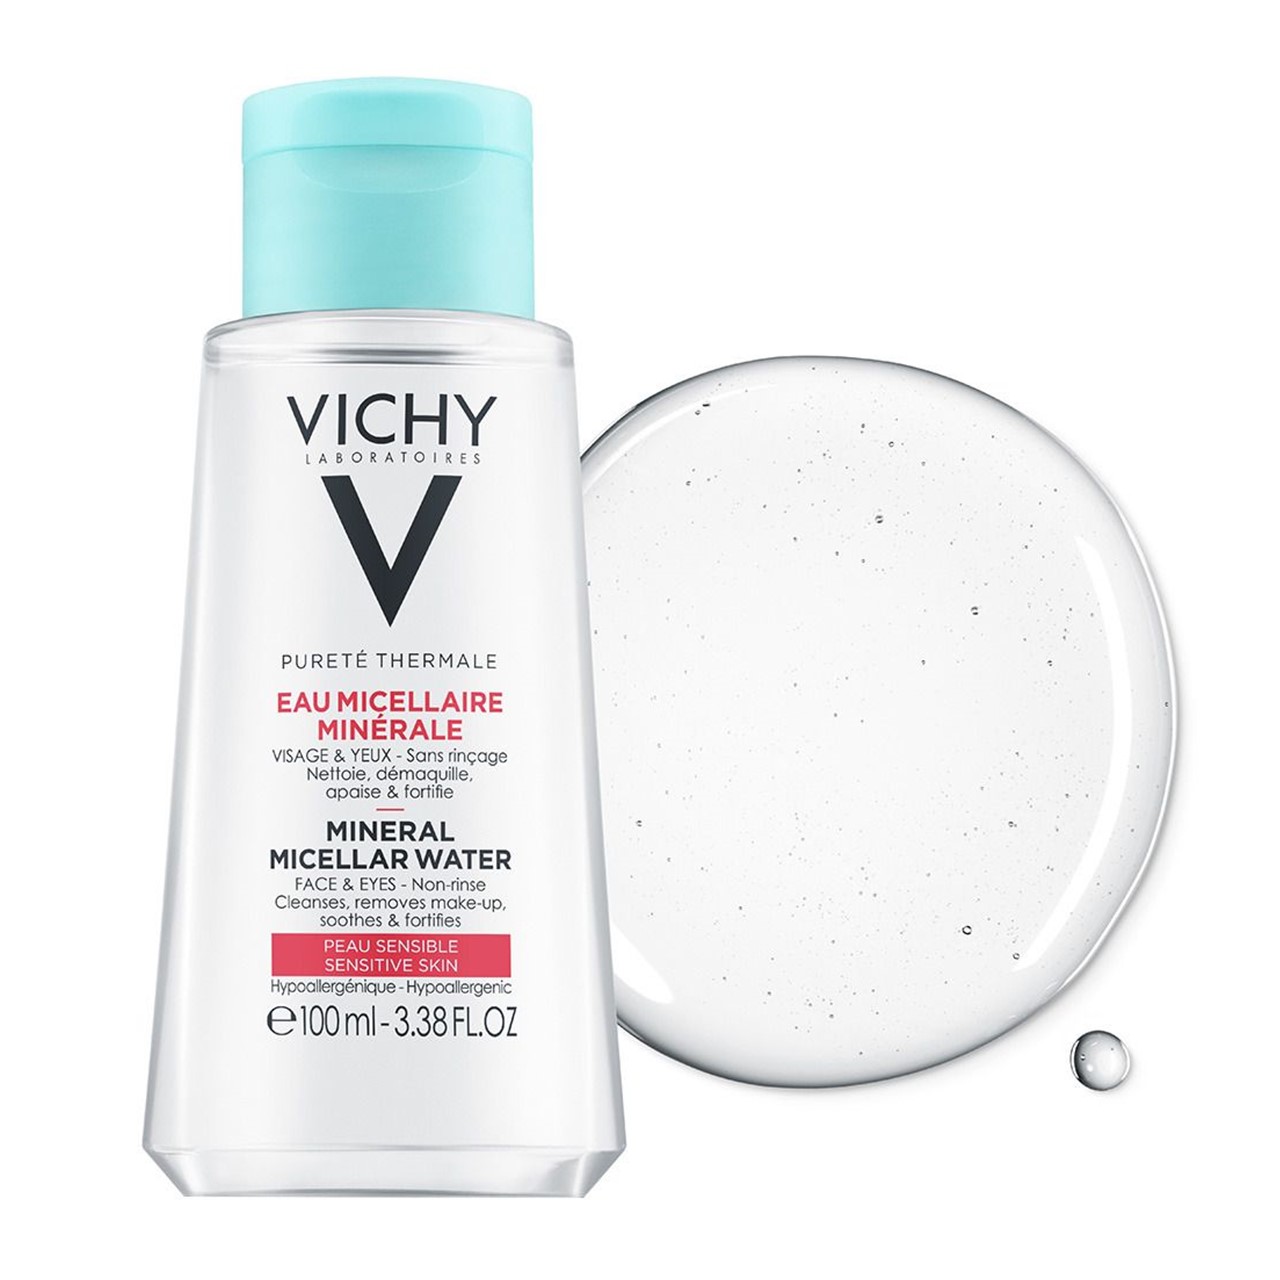 VICHY
LABORATOIRES
V
PURETÉ THERMALE
EAU MICELLAIRE
MINÉRALE
VISAGE & YEUX - Sans rinçage
Nettoie, démaquille,
apaise & fortifie
MINERAL
MICELLAR WATER
FACE & EYES - Non-rinse
Cleanses, removes make-up,
soothes & fortifies
PEAU SENSIBLE
SENSITIVE SKIN
Hypoallergénique - Hypoallergenic
℮100 ml - 3.38 FL.OZ